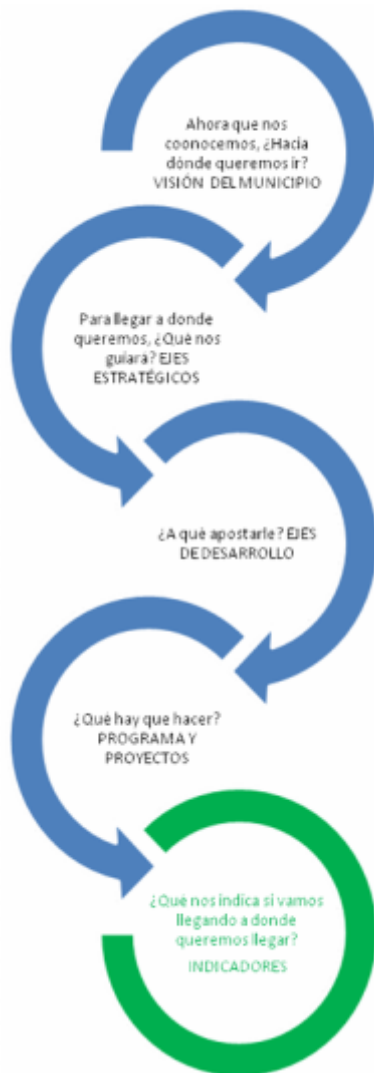 Ahora que nos
coonocemos, ¿Hacia
dónde queremos ir?
VISIÓN DEL MUNICIPIO
Para llegar a donde
queremos, ¿Qué nos
guiará? EJES
ESTRATÉGICOS
¿A qué apostarle? EJES
DE DESARROLLO
¿Qué hay que hacer?
PROGRAMA Y
PROYECTOS
¿Qué nos indica si vamos
llegando a donde
queremos llegar?
INDICADORES